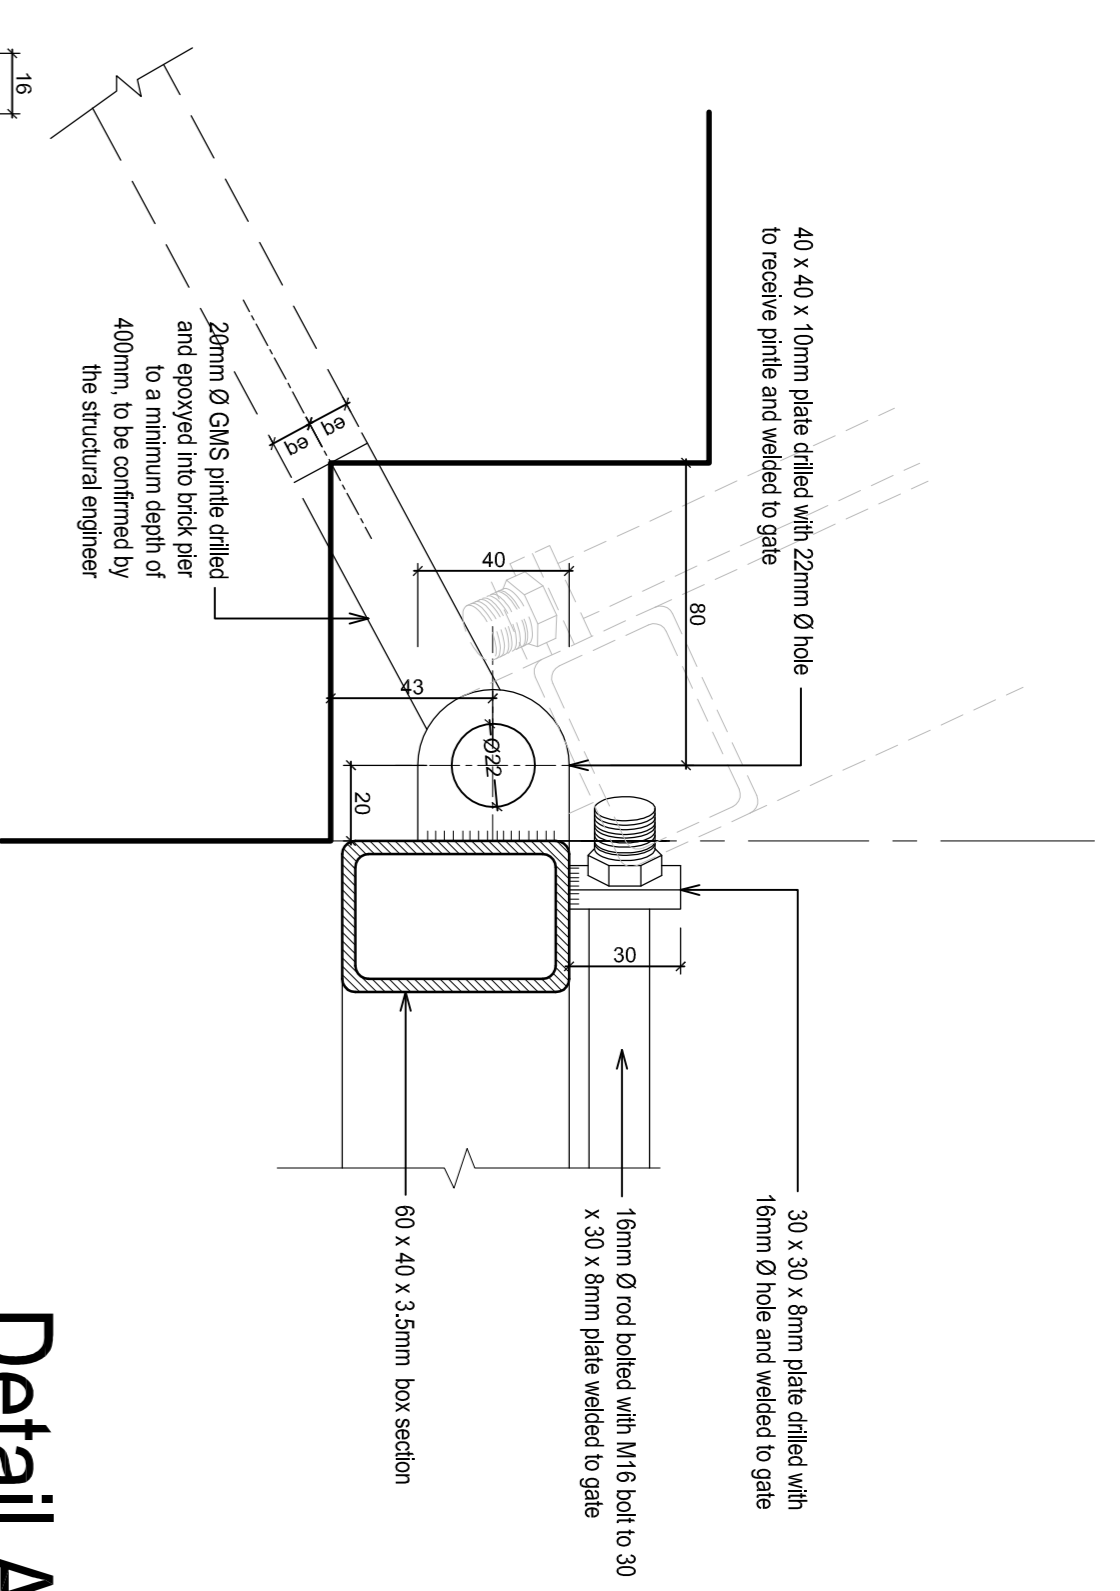 40 x 40 x 10mm plate drilled with 22mm Ø hole
to receive pintle and welded to gate
30 x 30 x 8mm plate drilled with
16mm Ø hole and welded to gate
16mm Ø rod bolted with M16 bolt to 30
x 30 x 8mm plate welded to gate
60 x 40 x 3.5mm box section
20mm Ø GMS pintle drilled
and epoxyed into brick pier
to a minimum depth of
400mm, to be confirmed by
the structural engineer
80
40
43
Ø22
20
30
eq
eq
16
Detail A